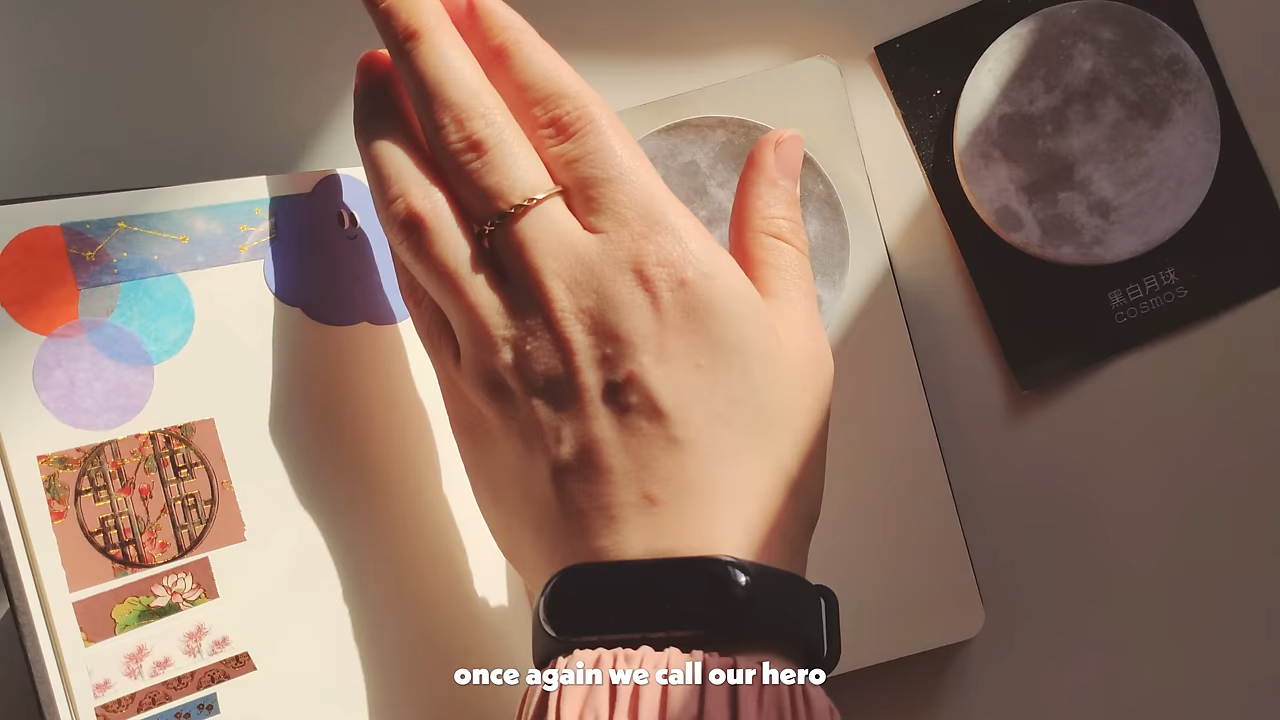 黑白月球
cosmos
once again we call our hero